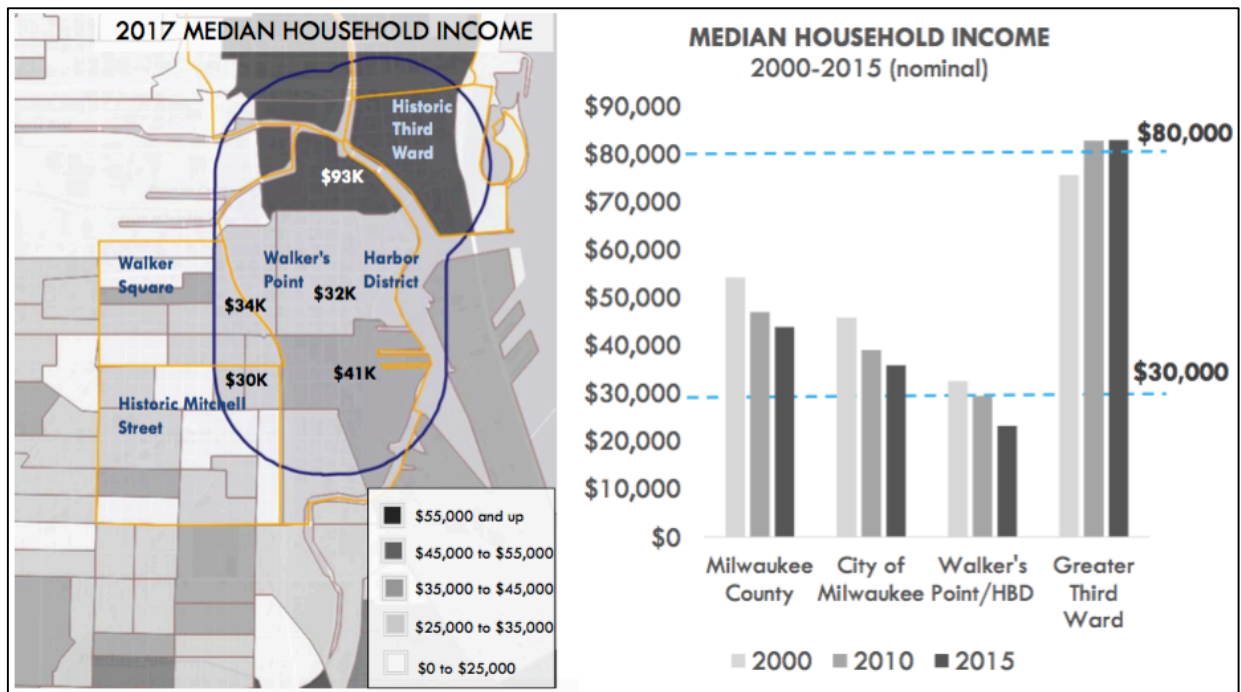 2017 MEDIAN HOUSEHOLD INCOME
Historic
Third
Ward
$93K
Walker
Square
Walker's
Point
Harbor
District
$34K
$32K
$30K
$41K
Historic Mitchell
Street
$55,000 and up
$45,000 to $55,000
$35,000 to $45,000
$25,000 to $35,000
$0 to $25,000
MEDIAN HOUSEHOLD INCOME
2000-2015 (nominal)
$90,000
$80,000
$70,000
$60,000
$50,000
$40,000
$30,000
$20,000
$10,000
$0
$80,000
$30,000
Milwaukee
County
City of
Milwaukee
Walker's
Point/HBD
Greater
Third
Ward
2000 2010 2015